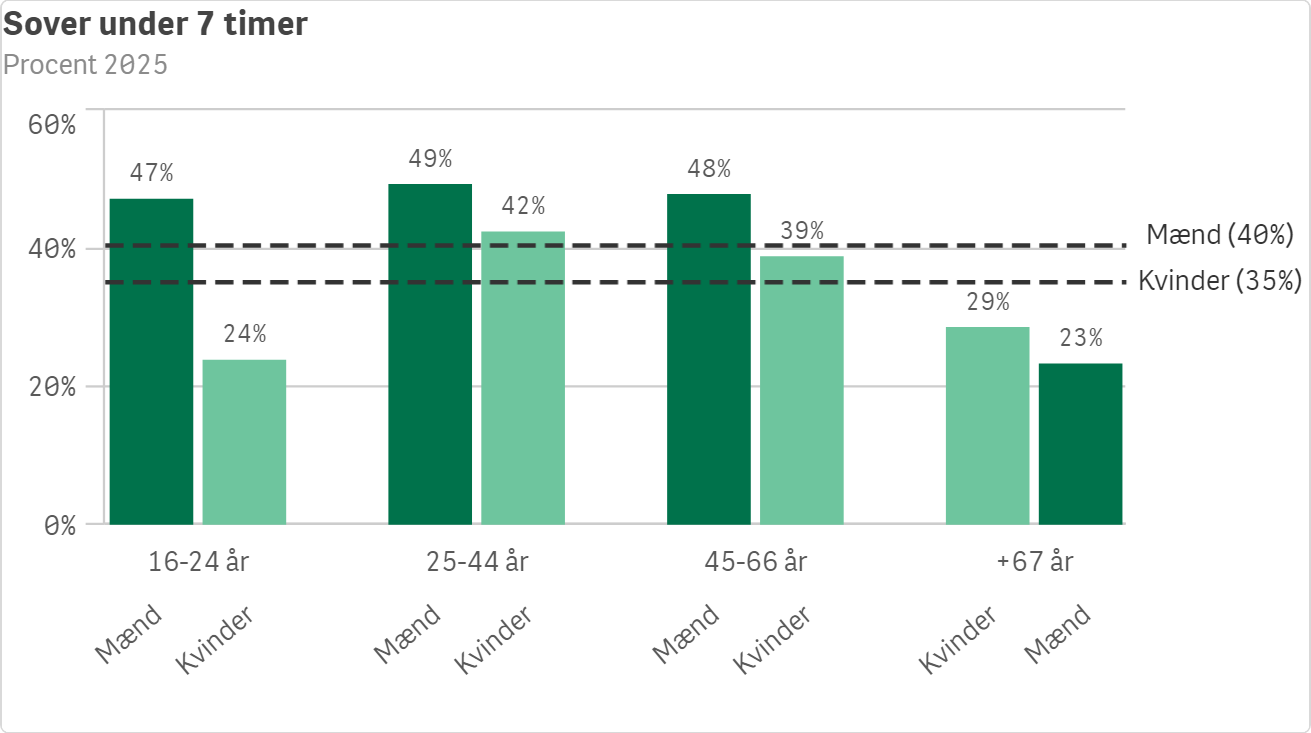 Sover under 7 timer
Procent 2025
60%
40%
20%
0%
47%
24%
49%
42%
48%
39%
29%
23%
Mænd (40%)
Kvinder (35%)
16-24 år
25-44 år
45-66 år
+67 år
Mænd
Kvinder
Mænd
Kvinder
Mænd
Kvinder
Kvinder
Mænd